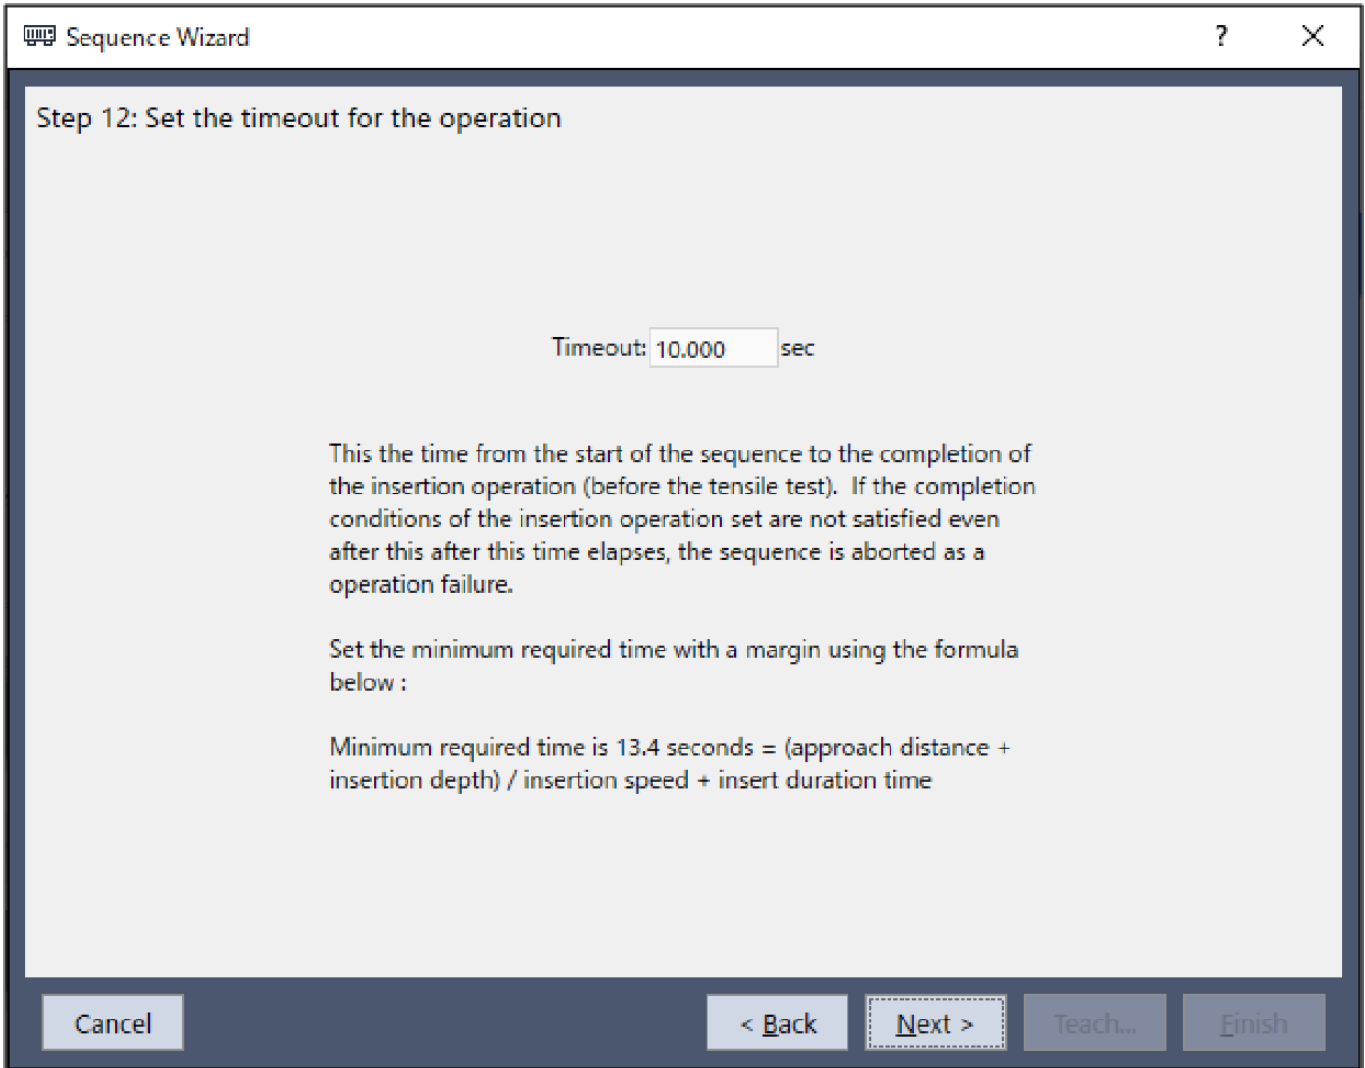 Sequence Wizard
?
Step 12: Set the timeout for the operation
Timeout: 10.000 sec
This the time from the start of the sequence to the completion of
the insertion operation (before the tensile test).  If the completion
conditions of the insertion operation set are not satisfied even
after this after this time elapses, the sequence is aborted as a
operation failure.
Set the minimum required time with a margin using the formula
below :
Minimum required time is 13.4 seconds = (approach distance +
insertion depth) / insertion speed + insert duration time
Cancel
< Back
Next >
Teach...
Finish